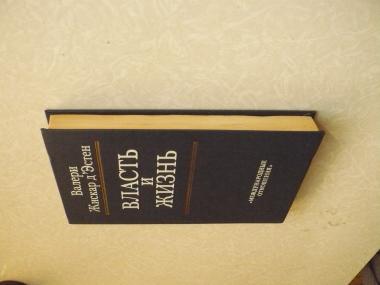 Валери
Жискар д'Эстен
ВЛАСТЬ
И
ЖИЗНЬ
«МЕЖДУНАРОДНЫЕ
ОТНОШЕНИЯ»